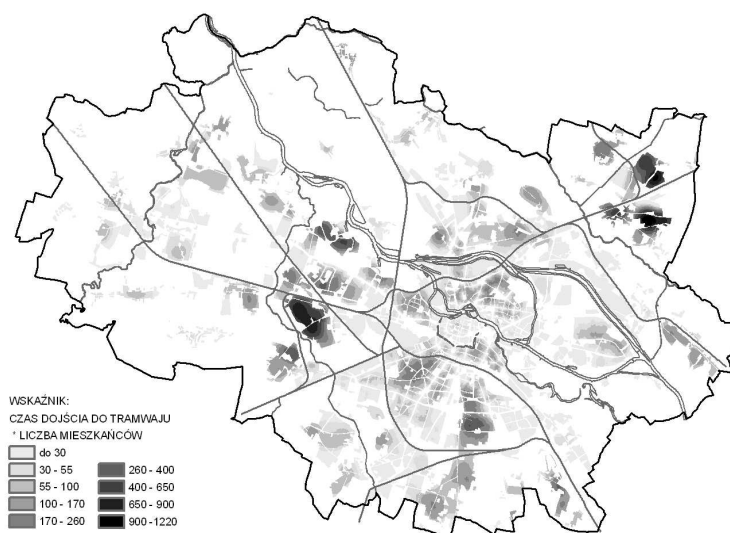 WSKAŹNIK:
CZAS DOJŚCIA DO TRAMWAJU
* LICZBA MIESZKAŃCÓW
do 30
30 - 55
55 - 100
100 - 170
170 - 260
260 - 400
400 - 650
650 - 900
900 - 1220